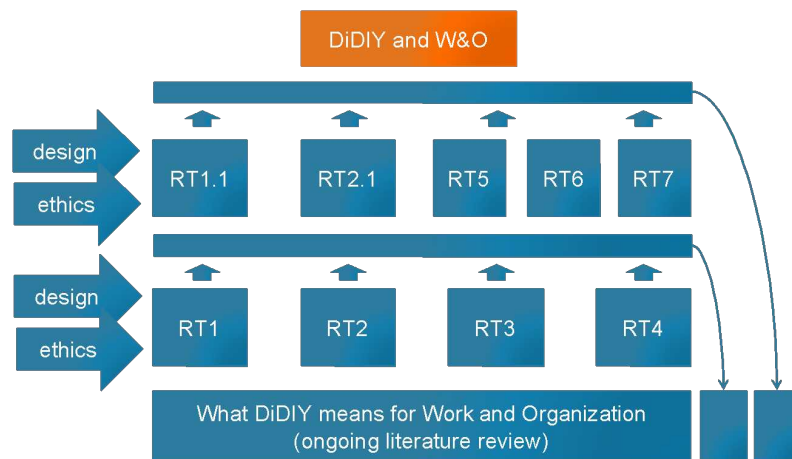 DiDIY and W&O
design
ethics
RT1.1
RT2.1
RT5
RT6
RT7
design
ethics
RT1
RT2
RT3
RT4
What DiDIY means for Work and Organization
(ongoing literature review)